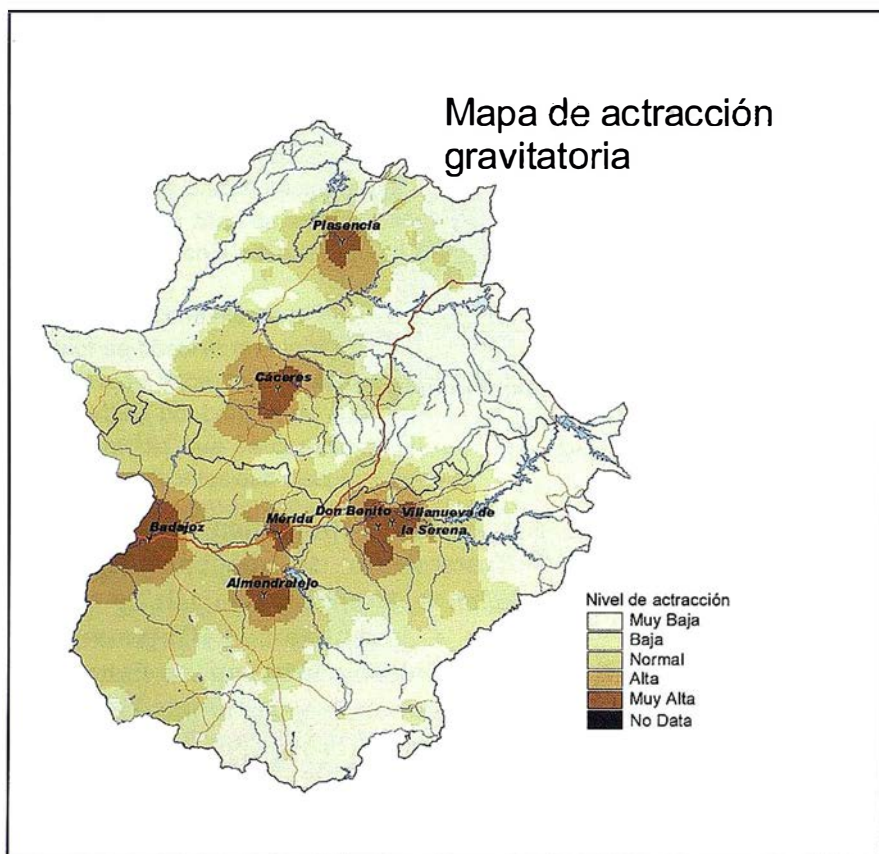 Mapa de actracción
gravitatoria
Plasencia
Cáceres
Badajoz
Mérida
Don Benito
Villanueva de
la Serena
Almendralejo
Nivel de actracción
Muy Baja
Baja
Normal
Alta
Muy Alta
No Data